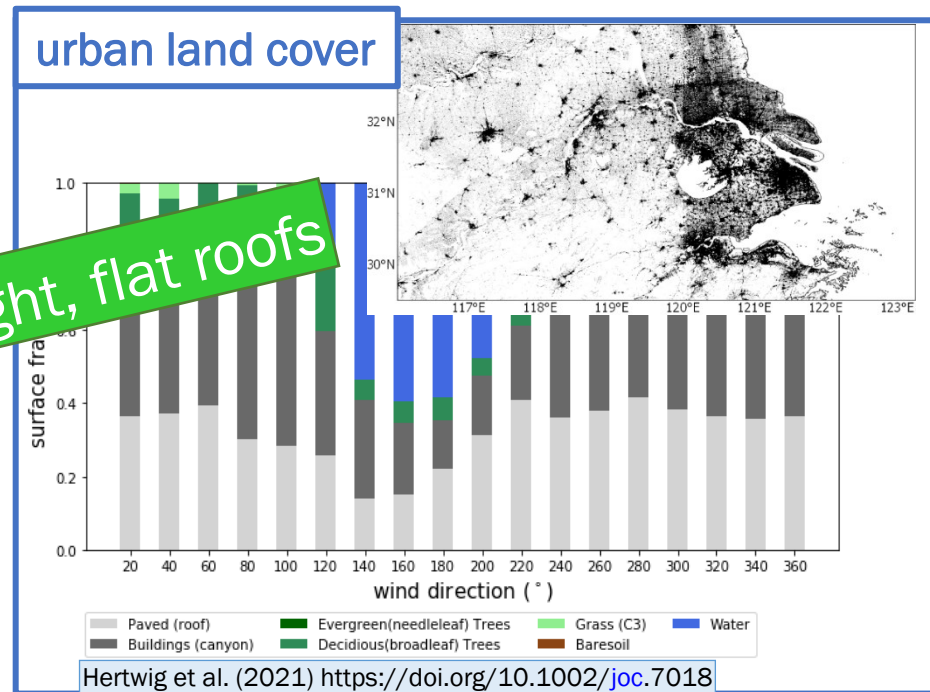 urban land cover
32°N
31°N
30°N
117°E 118°E 119°E 120°E 121°E 122°E 123°E
ght, flat roofs
1.0
0.6
0.4
0.2
0.0
surface fra
20 40 60 80 100 120 140 160 180 200 220 240 260 280 300 320 340 360
wind direction (°)
Paved (roof) Evergreen(needleleaf) Trees Grass (C3) Water
Buildings (canyon) Decidious(broadleaf) Trees Baresoil
Hertwig et al. (2021) https://doi.org/10.1002/joc.7018